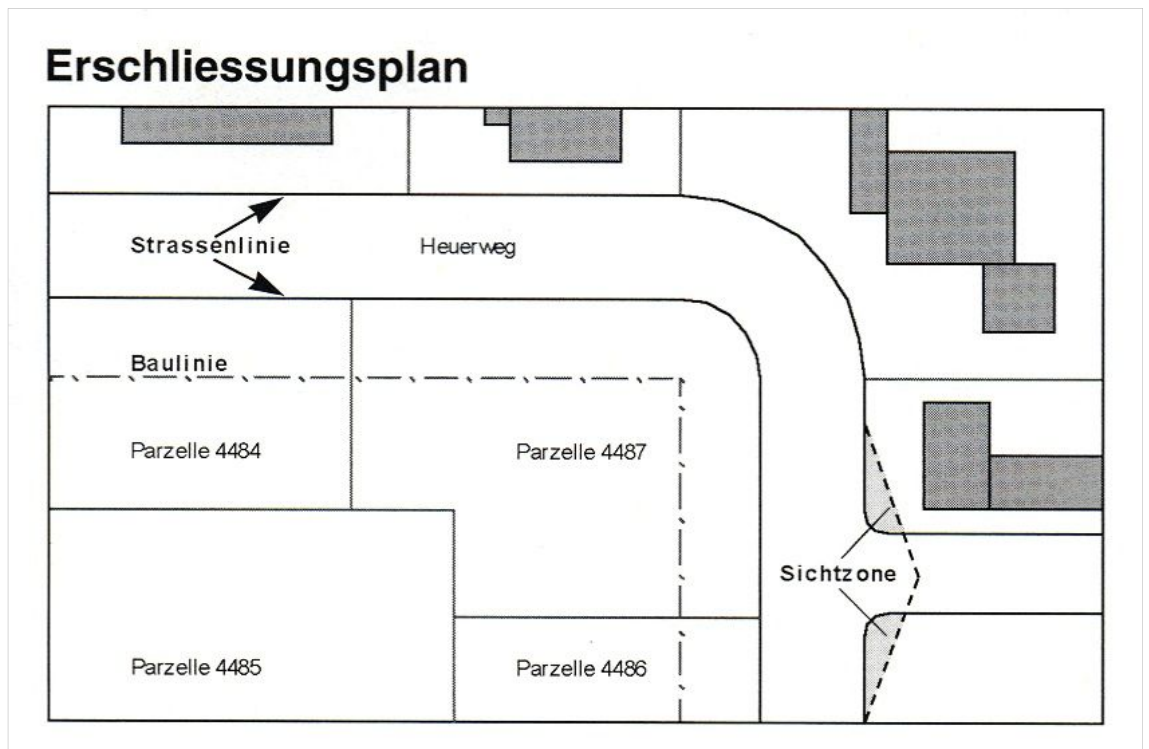 Erschliessungsplan
Strassenlinie
Heuerweg
Baulinie
Parzelle 4484
Parzelle 4487
Sichtzone
Parzelle 4485
Parzelle 4486